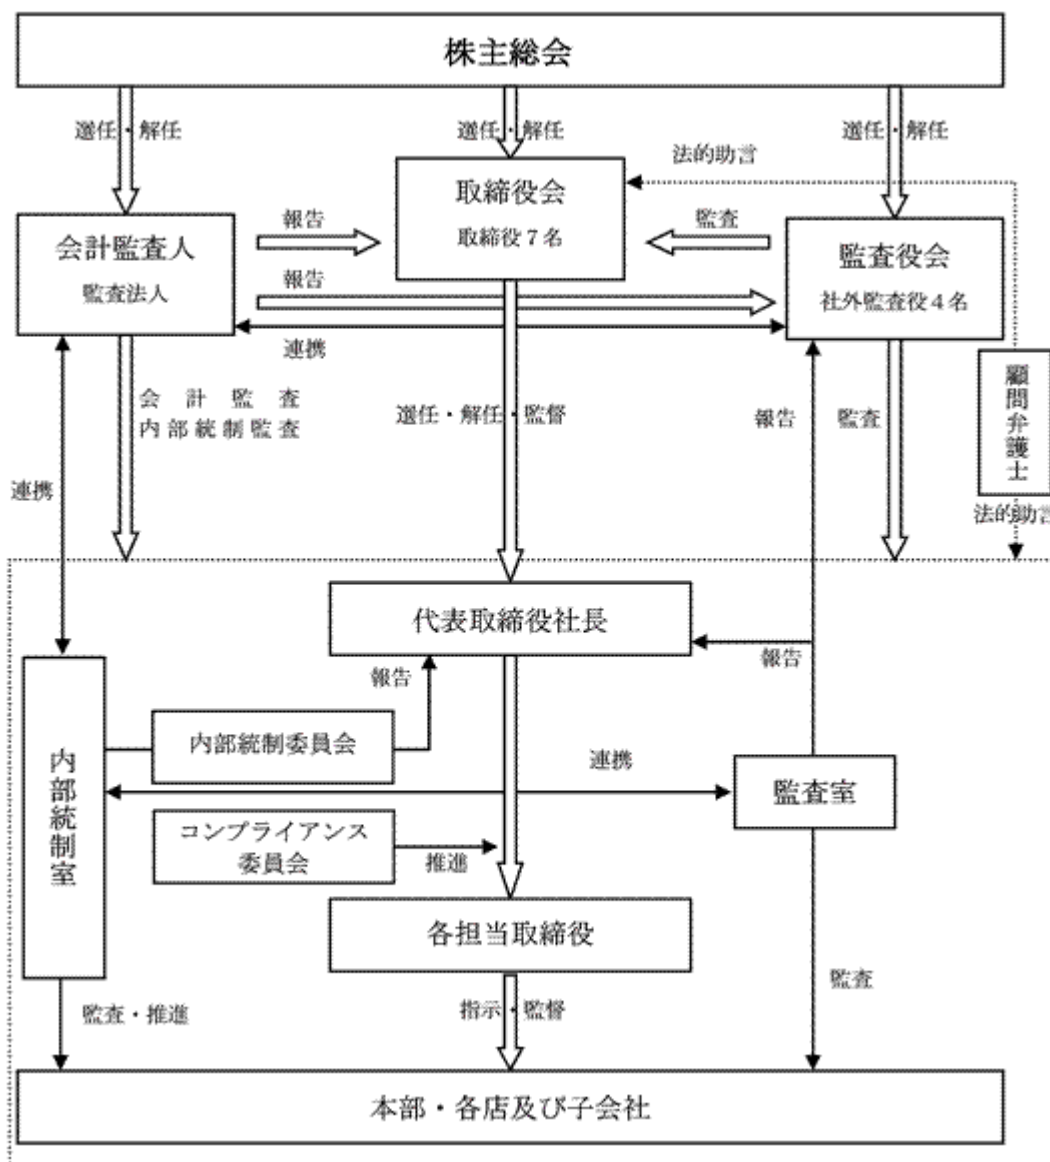 株主総会
選任・解任
選任・解任
選任・解任
法的助言
取締役会
取締役7名
会計監査人
監査法人
報告
監査
監査役会
社外監査役4名
報告
連携
顧問弁護士
会計監査
内部統制監査
選任・解任・監督
報告
監査
連携
法的助言
代表取締役社長
報告
報告
内部統制室
内部統制委員会
連携
監査室
コンプライアンス
委員会
推進
各担当取締役
監査
監査・推進
指示・監督
本部・各店及び子会社